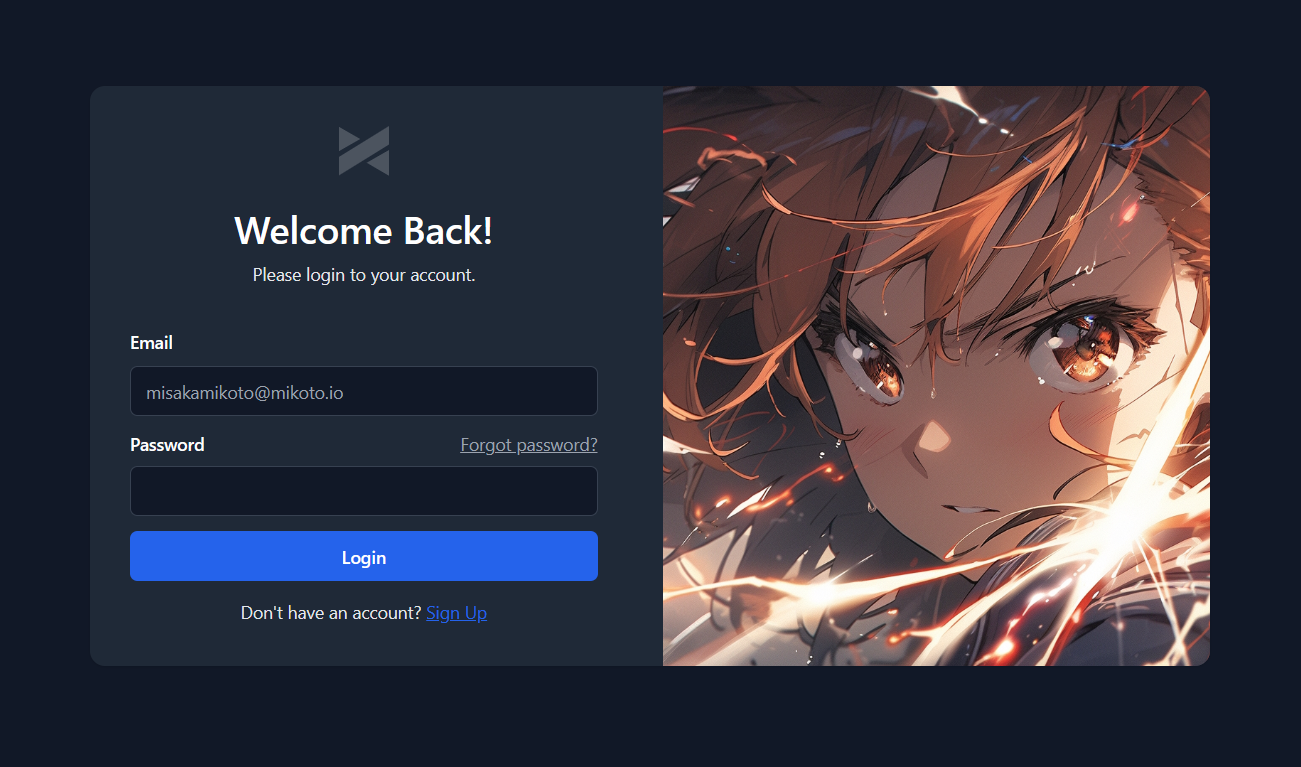 Welcome Back!
Please login to your account.
Email
misakamikoto@mikoto.io
Password Forgot password?
Login
Don't have an account? Sign Up